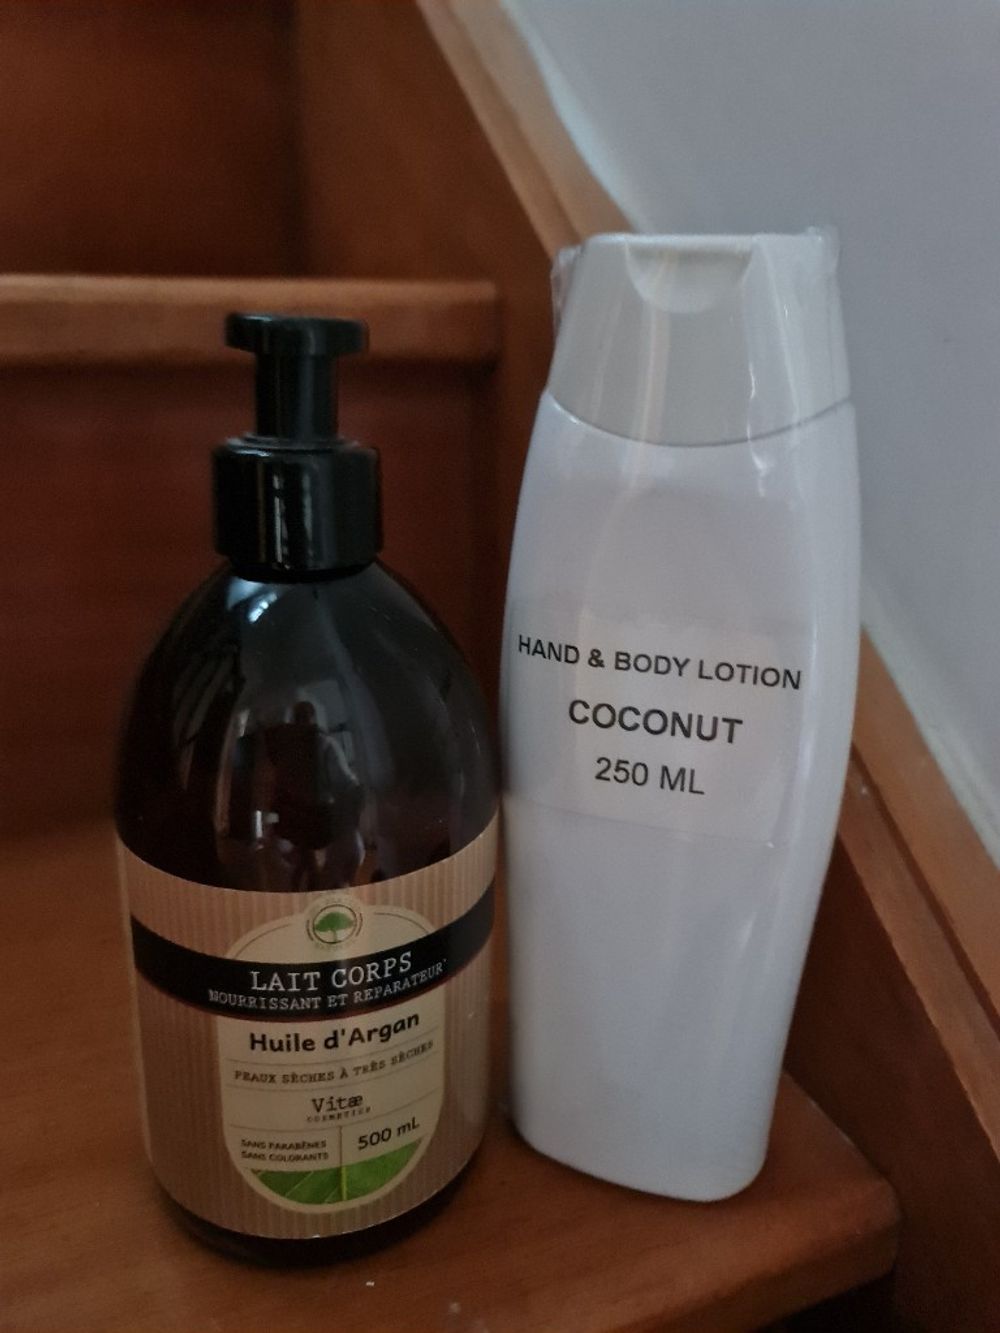 LAIT CORPS
NOURRISSANT ET REPARATEUR*
Huile d'Argan
PEAUX SÈCHES À TRÈS SÈCHES
Vitæ
COSMETICS
SANS PARABÈNES
SANS COLORANTS
500 mL
HAND & BODY LOTION
COCONUT
250 ML